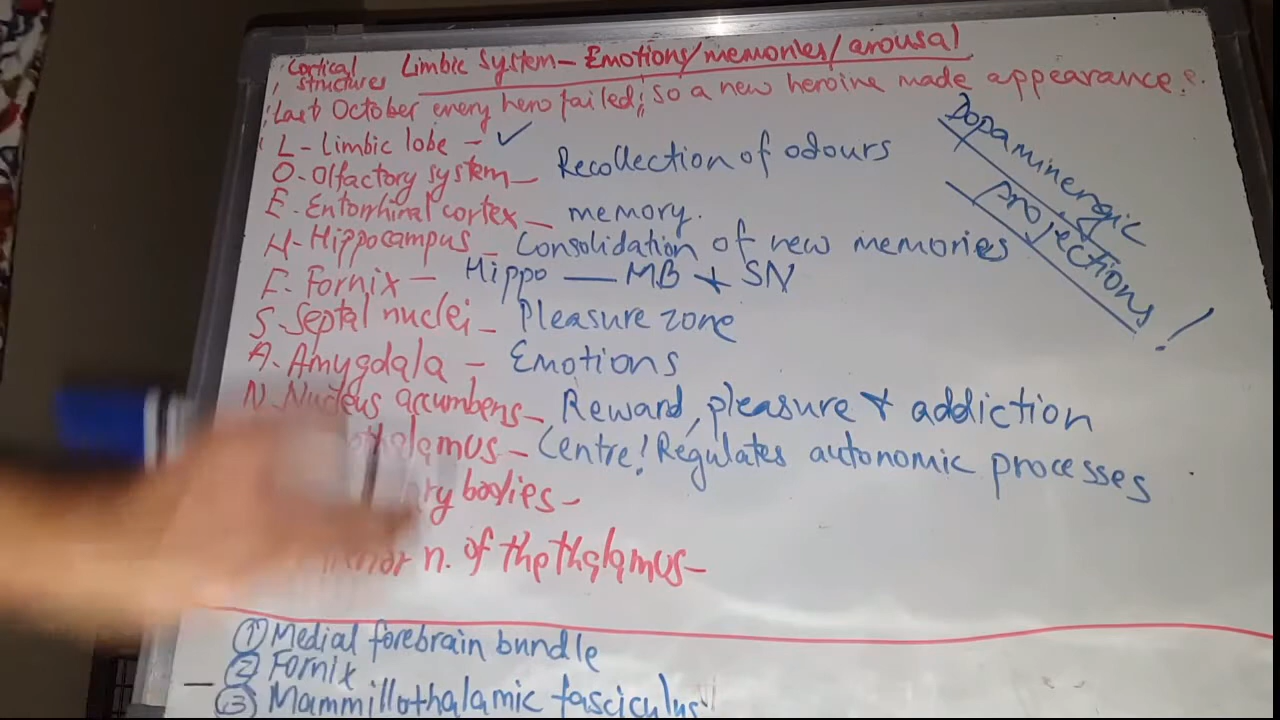 Cortical structures
Limbic System - Emotions/memories/arousal
Last October every hero failed; so a new heroine made appearance.
L - Limbic lobe - ✓
O - Olfactory system - Recollection of odours
E - Entorhinal cortex - memory.
H - Hippocampus - Consolidation of new memories
F - Fornix - Hippo — MB + SN
S - Septal nuclei - Pleasure zone
A - Amygdala - Emotions
N - Nucleus accumbens - Reward, pleasure & addiction
othalamus - Centre! Regulates autonomic processes
ry bodies -
n. of the thalamus -
Dopaminergic
projections!
① Medial forebrain bundle
② Fornix
③ Mammillothalamic fasciculus